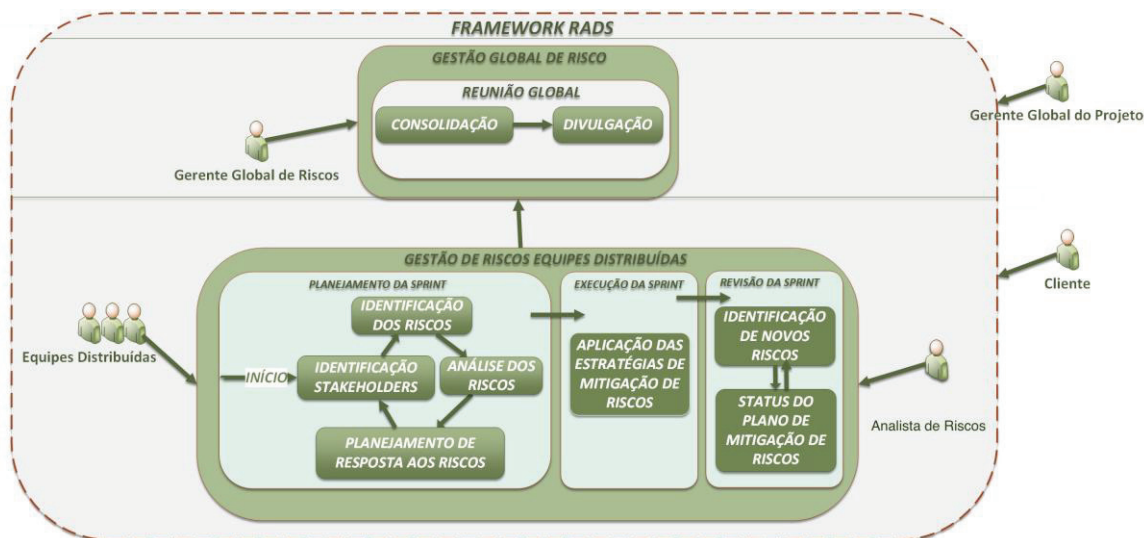 FRAMEWORK RADS
GESTÃO GLOBAL DE RISCO
REUNIÃO GLOBAL
CONSOLIDAÇÃO
DIVULGAÇÃO
Gerente Global de Riscos
Gerente Global do Projeto
GESTÃO DE RISCOS EQUIPES DISTRIBUÍDAS
PLANEJAMENTO DA SPRINT
IDENTIFICAÇÃO
DOS RISCOS
INÍCIO
IDENTIFICAÇÃO
STAKEHOLDERS
ANÁLISE DOS
RISCOS
PLANEJAMENTO DE
RESPOSTA AOS RISCOS
EXECUÇÃO DA SPRINT
APLICAÇÃO DAS
ESTRATÉGIAS DE
MITIGAÇÃO DE
RISCOS
REVISÃO DA SPRINT
IDENTIFICAÇÃO
DE NOVOS
RISCOS
STATUS DO
PLANO DE
MITIGAÇÃO DE
RISCOS
Equipes Distribuídas
Cliente
Analista de Riscos